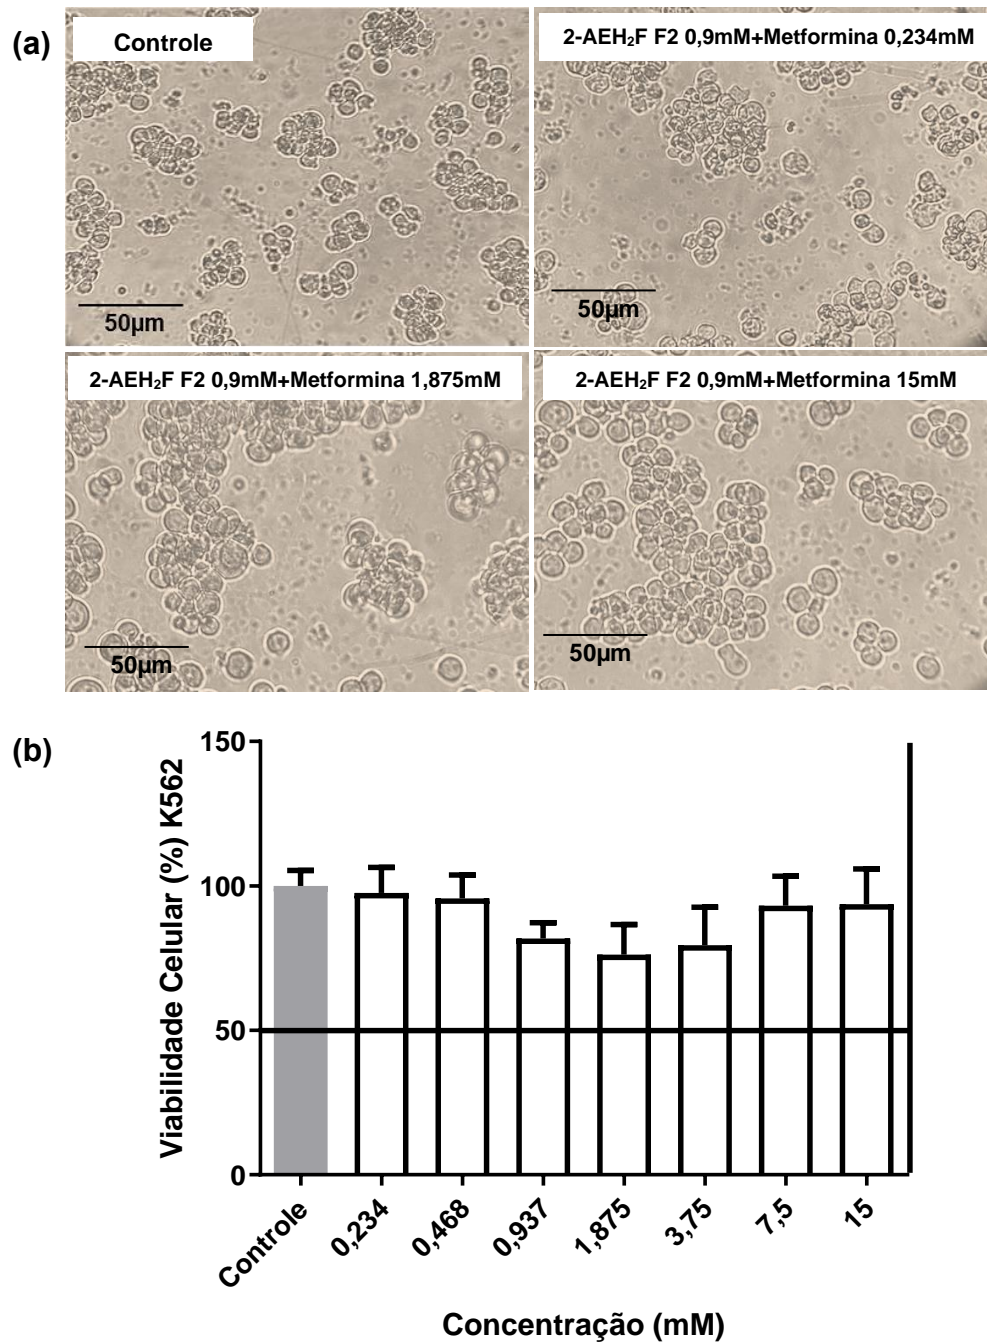 (a)
Controle
2-AEH₂F F2 0,9mM+Metformina 0,234mM
50µm
50µm
2-AEH₂F F2 0,9mM+Metformina 1,875mM
2-AEH₂F F2 0,9mM+Metformina 15mM
50µm
50µm
(b)
Viabilidade Celular (%) K562
150
100
50
0
Controle
0,234
0,468
0,937
1,875
3,75
7,5
15
Concentração (mM)